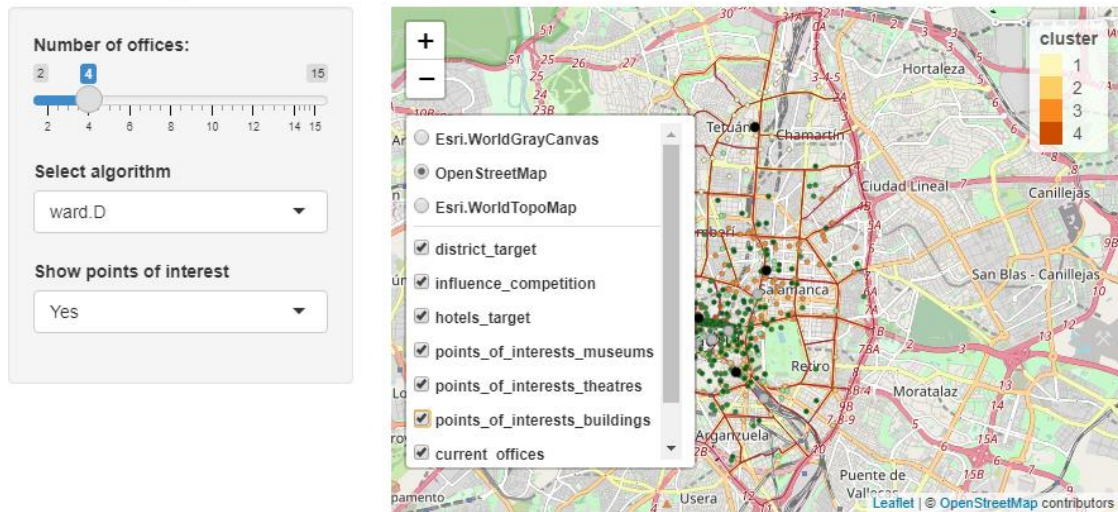 Number of offices:
2
4
15
2 4 6 8 10 12 14 15
Select algorithm
ward.D
Show points of interest
Yes
+
−
Esri.WorldGrayCanvas
OpenStreetMap
Esri.WorldTopoMap
district_target
influence_competition
hotels_target
points_of_interests_museums
points_of_interests_theatres
points_of_interests_buildings
current_offices
cluster
1
2
3
4
Hortaleza
Tetuán
Chamartín
Ciudad Lineal
Canillejas
San Blas - Canillejas
Salamanca
Retiro
Moratalaz
Arganzuela
Puente de
Vallecas
Usera
Leaflet | © OpenStreetMap contributors